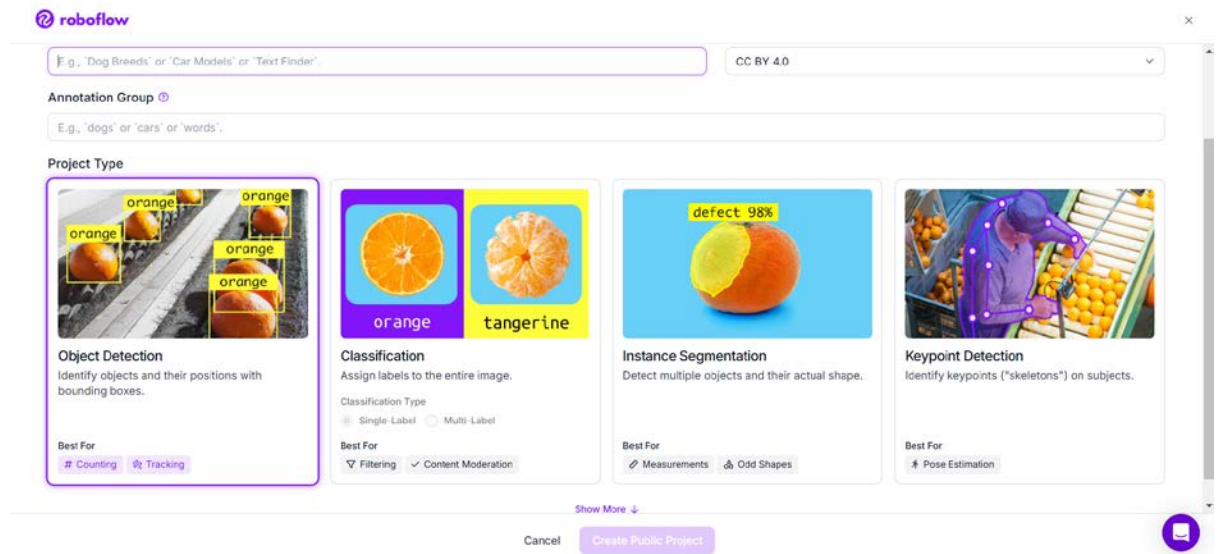 roboflow
E.g., `Dog Breeds` or `Car Models` or `Text Finder`.
CC BY 4.0
Annotation Group
E.g., `dogs` or `cars` or `words`.
Project Type
orange
orange
orange
orange
orange
orange
tangerine
defect 98%
Object Detection
Identify objects and their positions with
bounding boxes.
Best For
# Counting
Tracking
Classification
Assign labels to the entire image.
Classification Type
Single-Label
Multi-Label
Best For
Filtering
Content Moderation
Instance Segmentation
Detect multiple objects and their actual shape.
Best For
Measurements
Odd Shapes
Keypoint Detection
Identify keypoints ("skeletons") on subjects.
Best For
Pose Estimation
Show More ↓
Cancel
Create Public Project